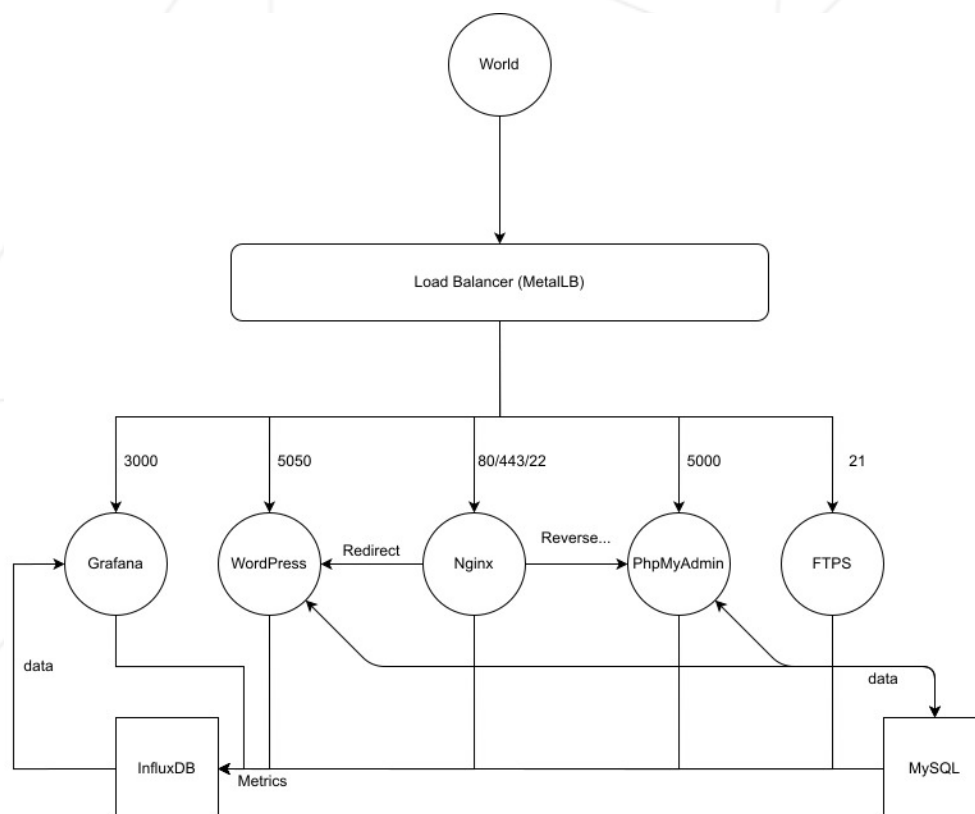 World
Load Balancer (MetalLB)
3000
5050
80/443/22
5000
21
Grafana
WordPress
Redirect
Nginx
Reverse...
PhpMyAdmin
FTPS
data
data
InfluxDB
Metrics
MySQL